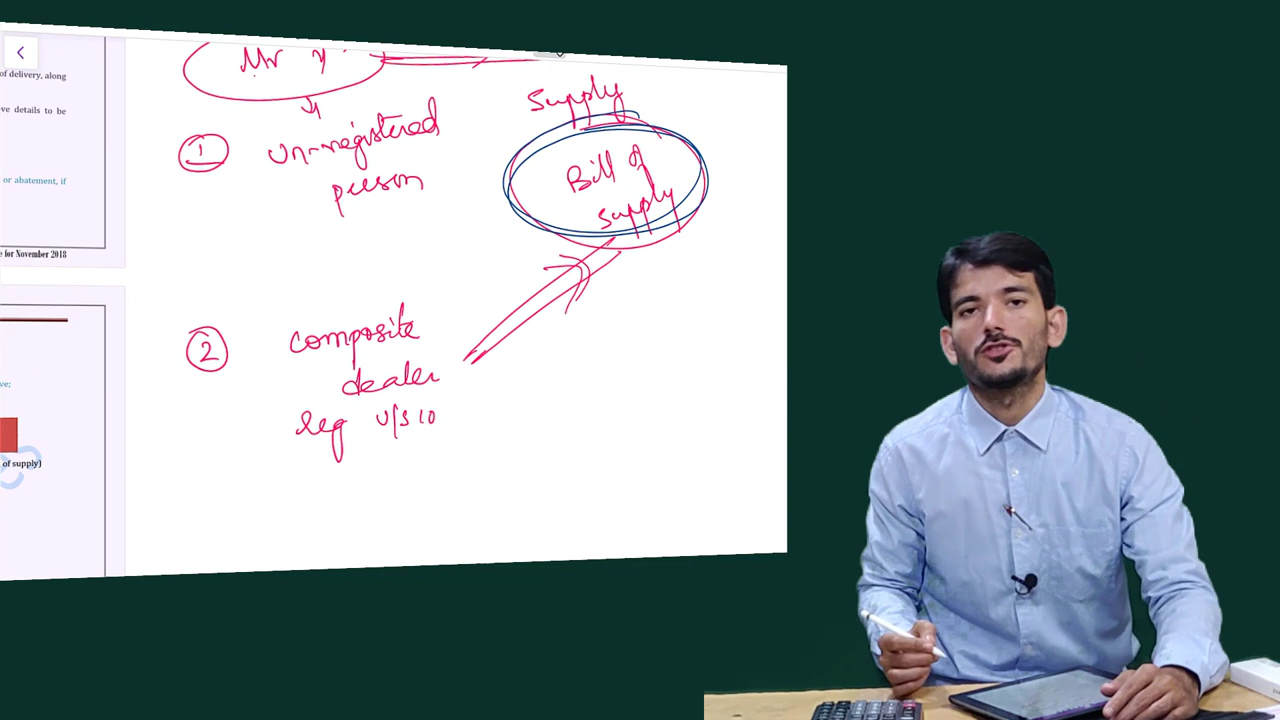 of delivery, along
ve details to be
or abatement, if
e for November 2018
ve;
of supply)
Mr Y
① un-registered
person
Supply
Bill of
supply
② composite
dealer
reg u/s 10